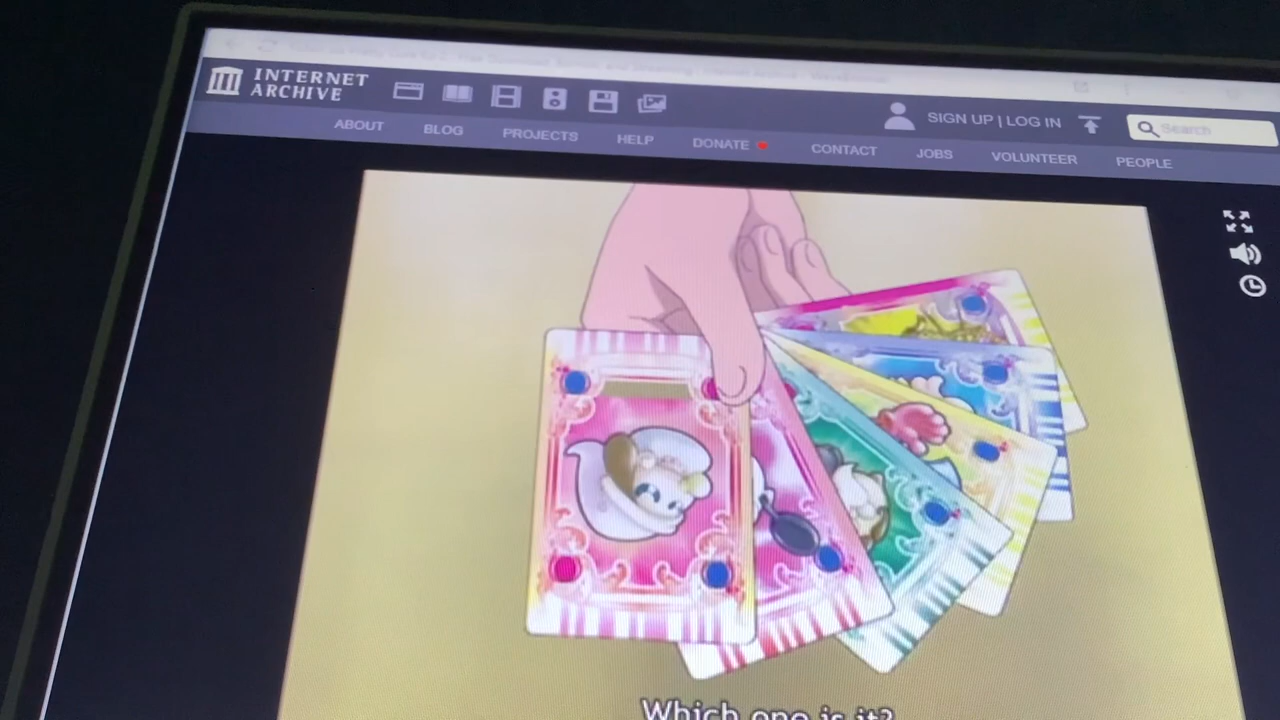 INTERNET
ARCHIVE
SIGN UP | LOG IN
Search
ABOUT
BLOG
PROJECTS
HELP
DONATE
CONTACT
JOBS
VOLUNTEER
PEOPLE
Which one is it?